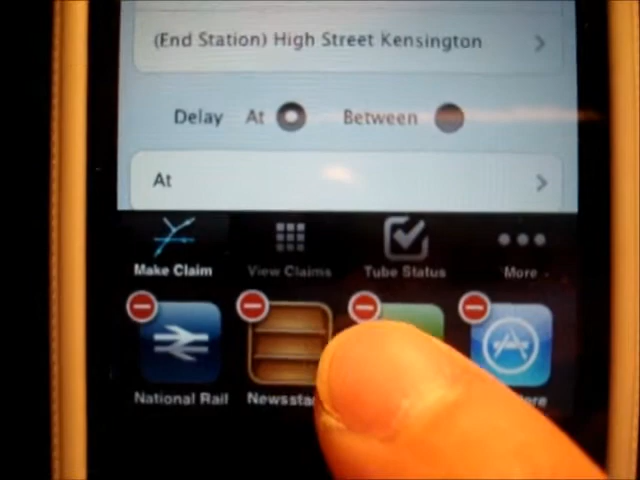 (End Station) High Street Kensington
Delay At Between
At
Make Claim View Claims Tube Status More
National Rail